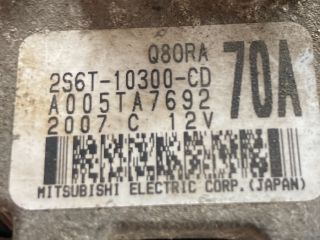 Q80RA
2S6T-10300-CD 70A
A005TA7692
2007 C 12V
MITSUBISHI ELECTRIC CORP.(JAPAN)